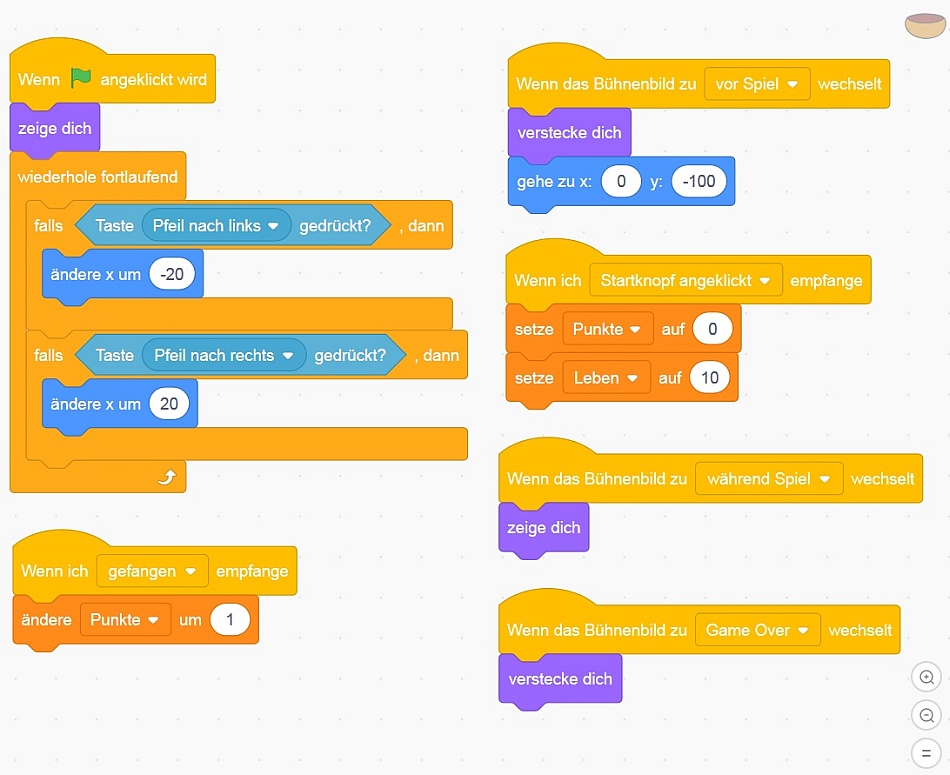 Wenn angeklickt wird
zeige dich
wiederhole fortlaufend
falls Taste Pfeil nach links gedrückt? , dann
ändere x um -20
falls Taste Pfeil nach rechts gedrückt? , dann
ändere x um 20
Wenn ich gefangen empfange
ändere Punkte um 1
Wenn das Bühnenbild zu vor Spiel wechselt
verstecke dich
gehe zu x: 0 y: -100
Wenn ich Startknopf angeklickt empfange
setze Punkte auf 0
setze Leben auf 10
Wenn das Bühnenbild zu während Spiel wechselt
zeige dich
Wenn das Bühnenbild zu Game Over wechselt
verstecke dich